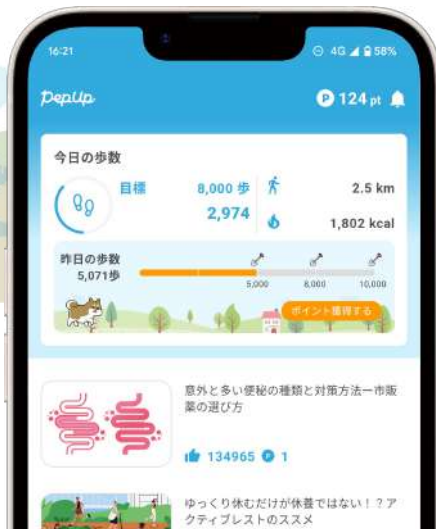 16:21
4G 58%
PepUp
P 124 pt
今日の歩数
目標
8,000 歩
2.5 km
2,974
1,802 kcal
昨日の歩数
5,071歩
5,000 8,000 10,000
ポイント獲得する
意外と多い便秘の種類と対策方法ー市販
薬の選び方
134965 P 1
ゆっくり休むだけが休養ではない！？ア
クティブレストのススメ